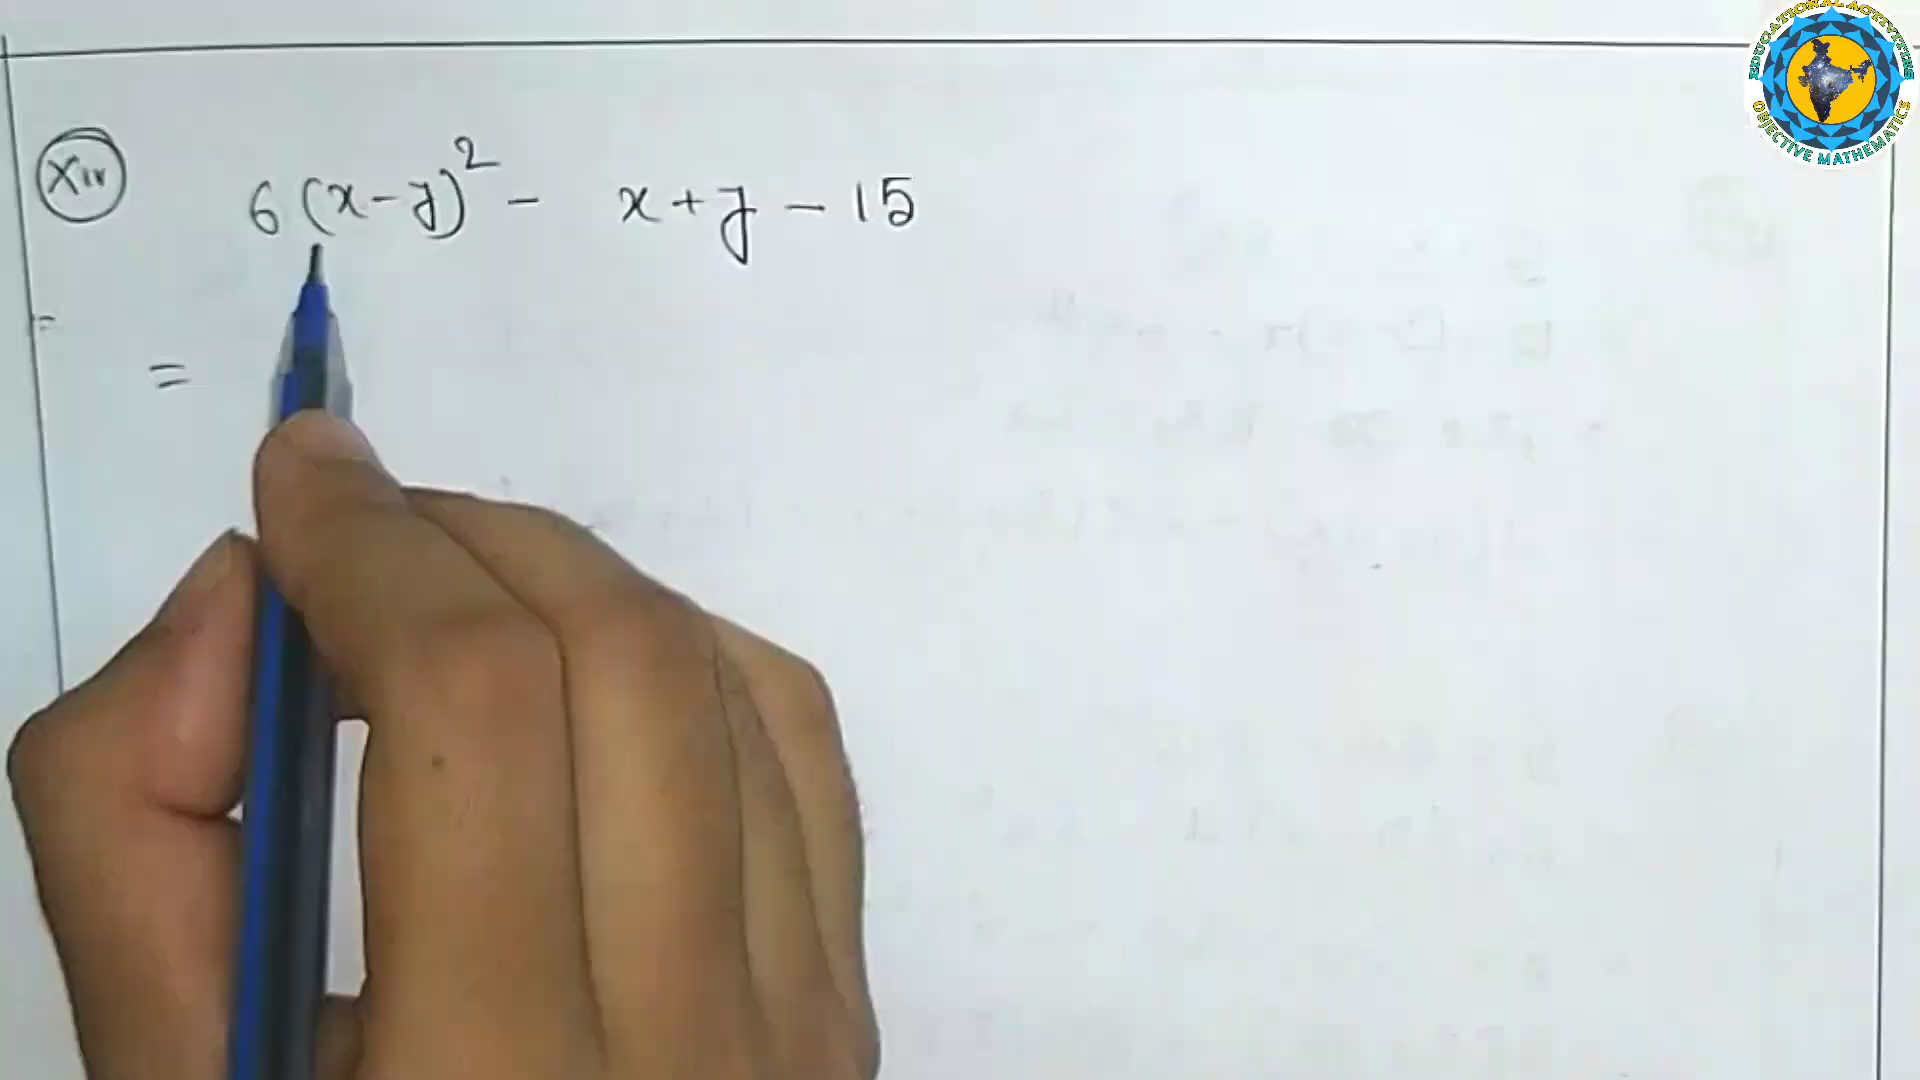 EDUCATIONAL ACTIVITIES
OBJECTIVE MATHEMATICS
xiv 6(x-y)² - x+y-15
=
=